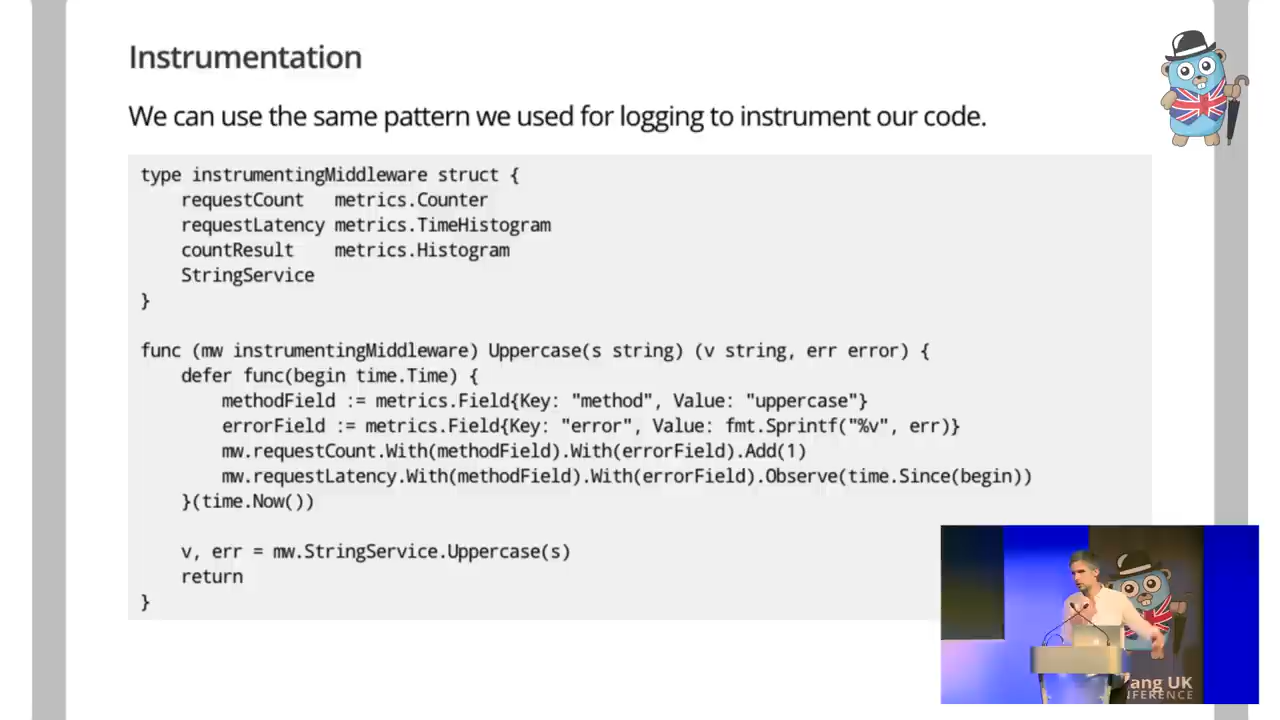 Instrumentation
We can use the same pattern we used for logging to instrument our code.
type instrumentingMiddleware struct {
    requestCount   metrics.Counter
    requestLatency metrics.TimeHistogram
    countResult    metrics.Histogram
    StringService
}
func (mw instrumentingMiddleware) Uppercase(s string) (v string, err error) {
    defer func(begin time.Time) {
        methodField := metrics.Field{Key: "method", Value: "uppercase"}
        errorField := metrics.Field{Key: "error", Value: fmt.Sprintf("%v", err)}
        mw.requestCount.With(methodField).With(errorField).Add(1)
        mw.requestLatency.With(methodField).With(errorField).Observe(time.Since(begin))
    }(time.Now())
    v, err = mw.StringService.Uppercase(s)
    return
}
ang UK
NFERENCE